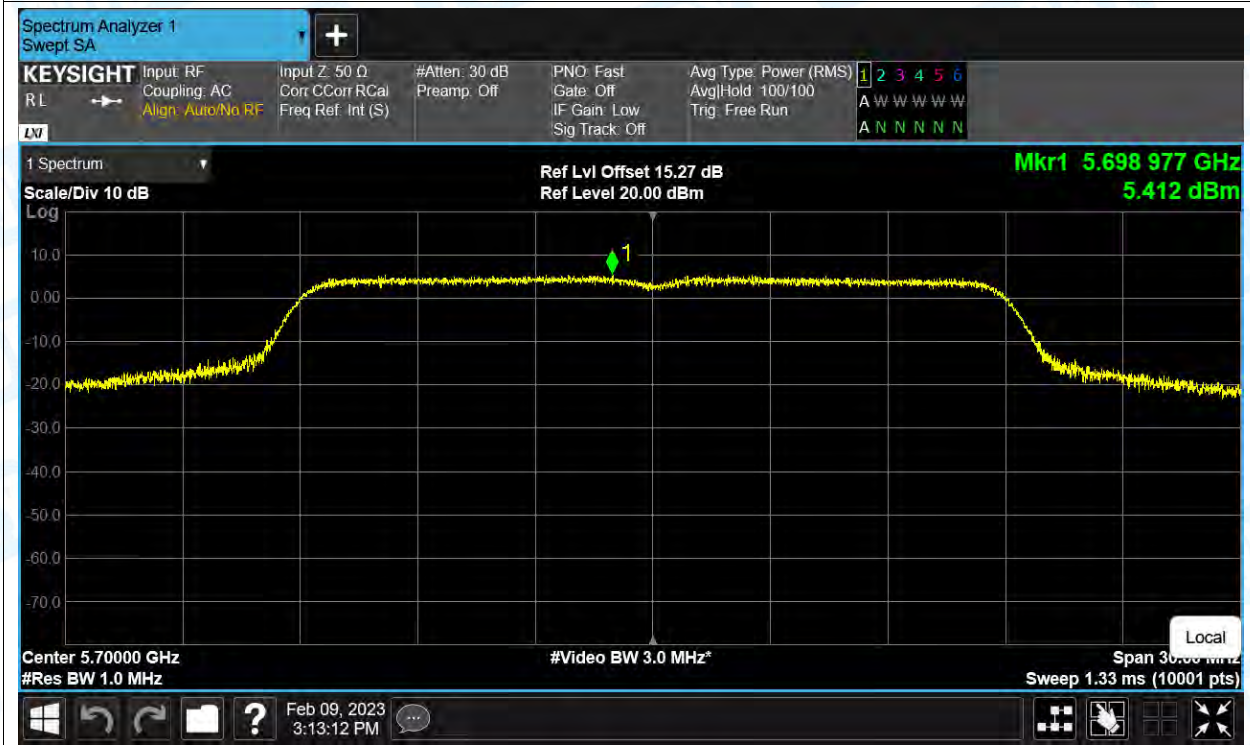 Spectrum Analyzer 1
Swept SA
KEYSIGHT
RL
LXI
Input: RF
Coupling: AC
Align: Auto/No RF
Input Z: 50 Ω
Corr CCorr RCal
Freq Ref: Int (S)
#Atten: 30 dB
Preamp: Off
PNO: Fast
Gate: Off
IF Gain: Low
Sig Track: Off
Avg Type: Power (RMS)
Avg|Hold: 100/100
Trig: Free Run
1 2 3 4 5 6
A W W W W W
A N N N N N
1 Spectrum
Scale/Div 10 dB
Log
Ref Lvl Offset 15.27 dB
Ref Level 20.00 dBm
Mkr1 5.698 977 GHz
5.412 dBm
1
10.0
0.00
-10.0
-20.0
-30.0
-40.0
-50.0
-60.0
-70.0
Local
Center 5.70000 GHz
#Res BW 1.0 MHz
#Video BW 3.0 MHz*
Span 30.00 MHz
Sweep 1.33 ms (10001 pts)
?
Feb 09, 2023
3:13:12 PM